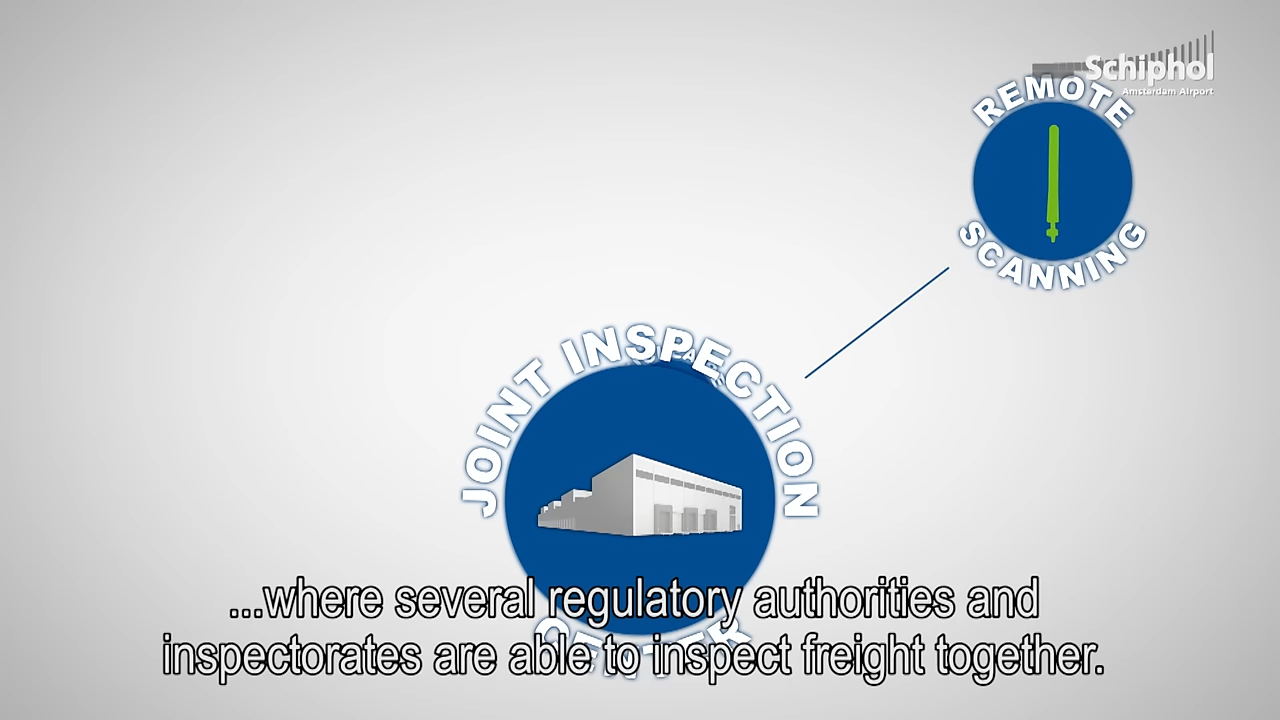 Schiphol
Amsterdam Airport
REMOTE
SCANNING
JOINT INSPECTION
...where several regulatory authorities and
inspectorates are able to inspect freight together.